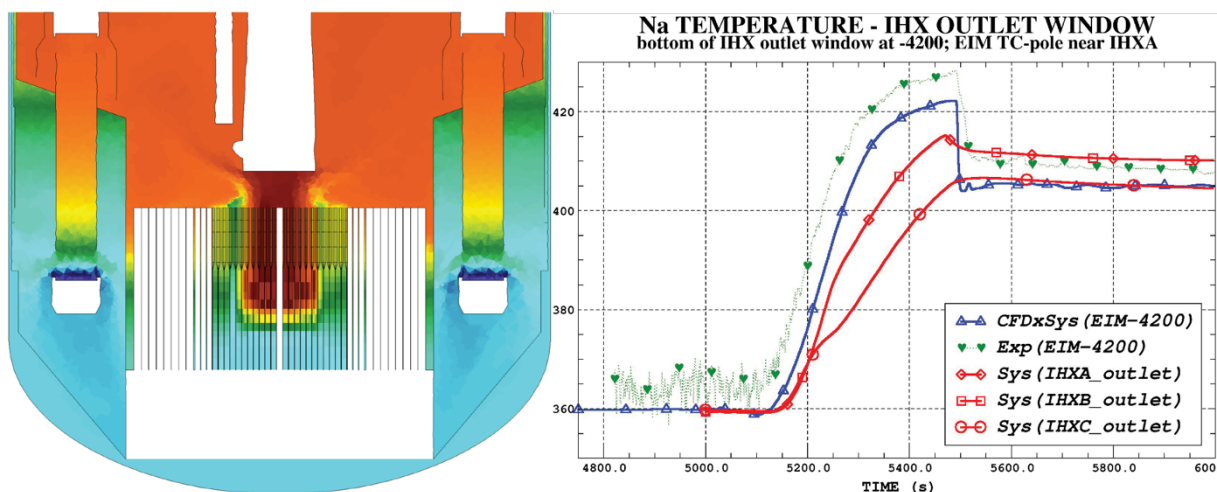 Na TEMPERATURE - IHX OUTLET WINDOW
bottom of IHX outlet window at -4200; EIM TC-pole near IHXA
420
400
380
360
CFDxSys(EIM-4200)
Exp(EIM-4200)
Sys(IHXA_outlet)
Sys(IHXB_outlet)
Sys(IHXC_outlet)
4800.0 5000.0 5200.0 5400.0 5600.0 5800.0 600
TIME (s)